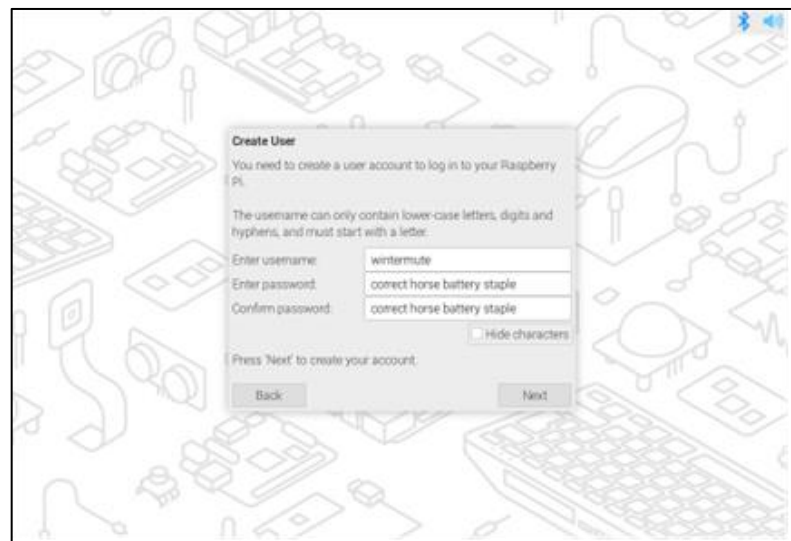 Create User
You need to create a user account to log in to your Raspberry
Pi.
The username can only contain lower-case letters, digits and
hyphens, and must start with a letter.
Enter username: wintermute
Enter password: correct horse battery staple
Confirm password: correct horse battery staple
Hide characters
Press 'Next' to create your account.
Back Next